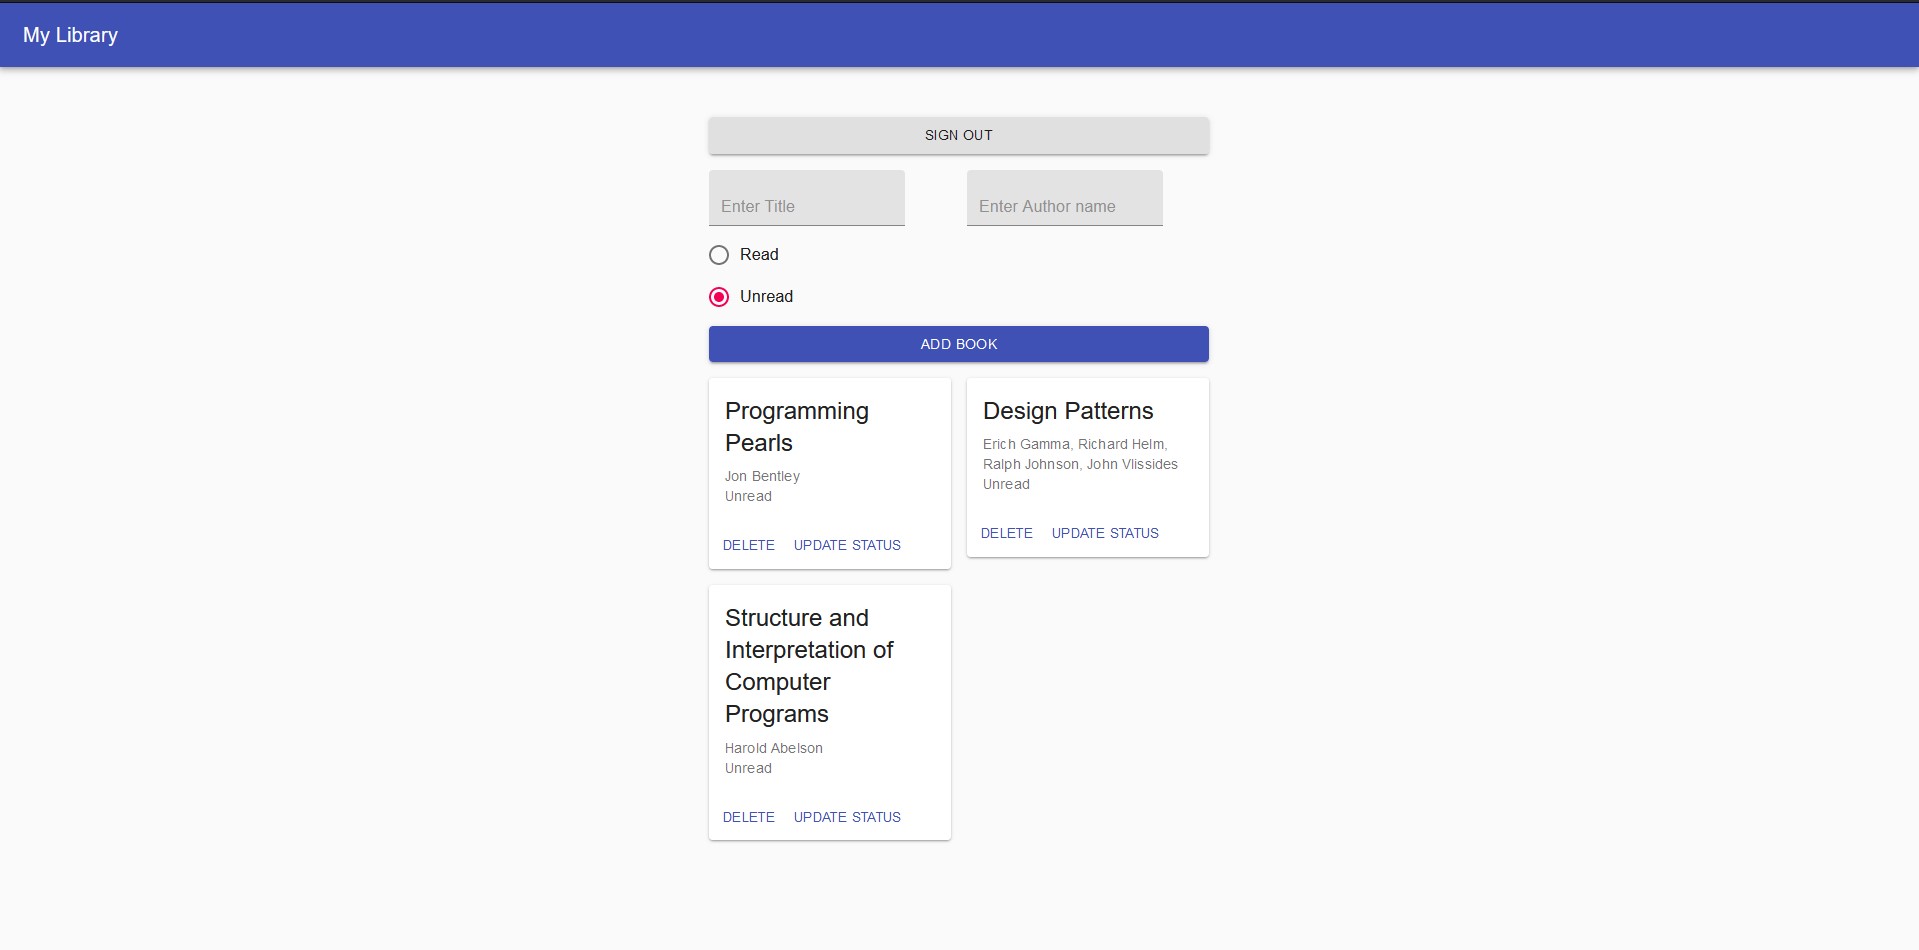 My Library
SIGN OUT
Enter Title
Enter Author name
Read
Unread
ADD BOOK
Programming
Pearls
Jon Bentley
Unread
DELETE UPDATE STATUS
Design Patterns
Erich Gamma, Richard Helm,
Ralph Johnson, John Vlissides
Unread
DELETE UPDATE STATUS
Structure and
Interpretation of
Computer
Programs
Harold Abelson
Unread
DELETE UPDATE STATUS